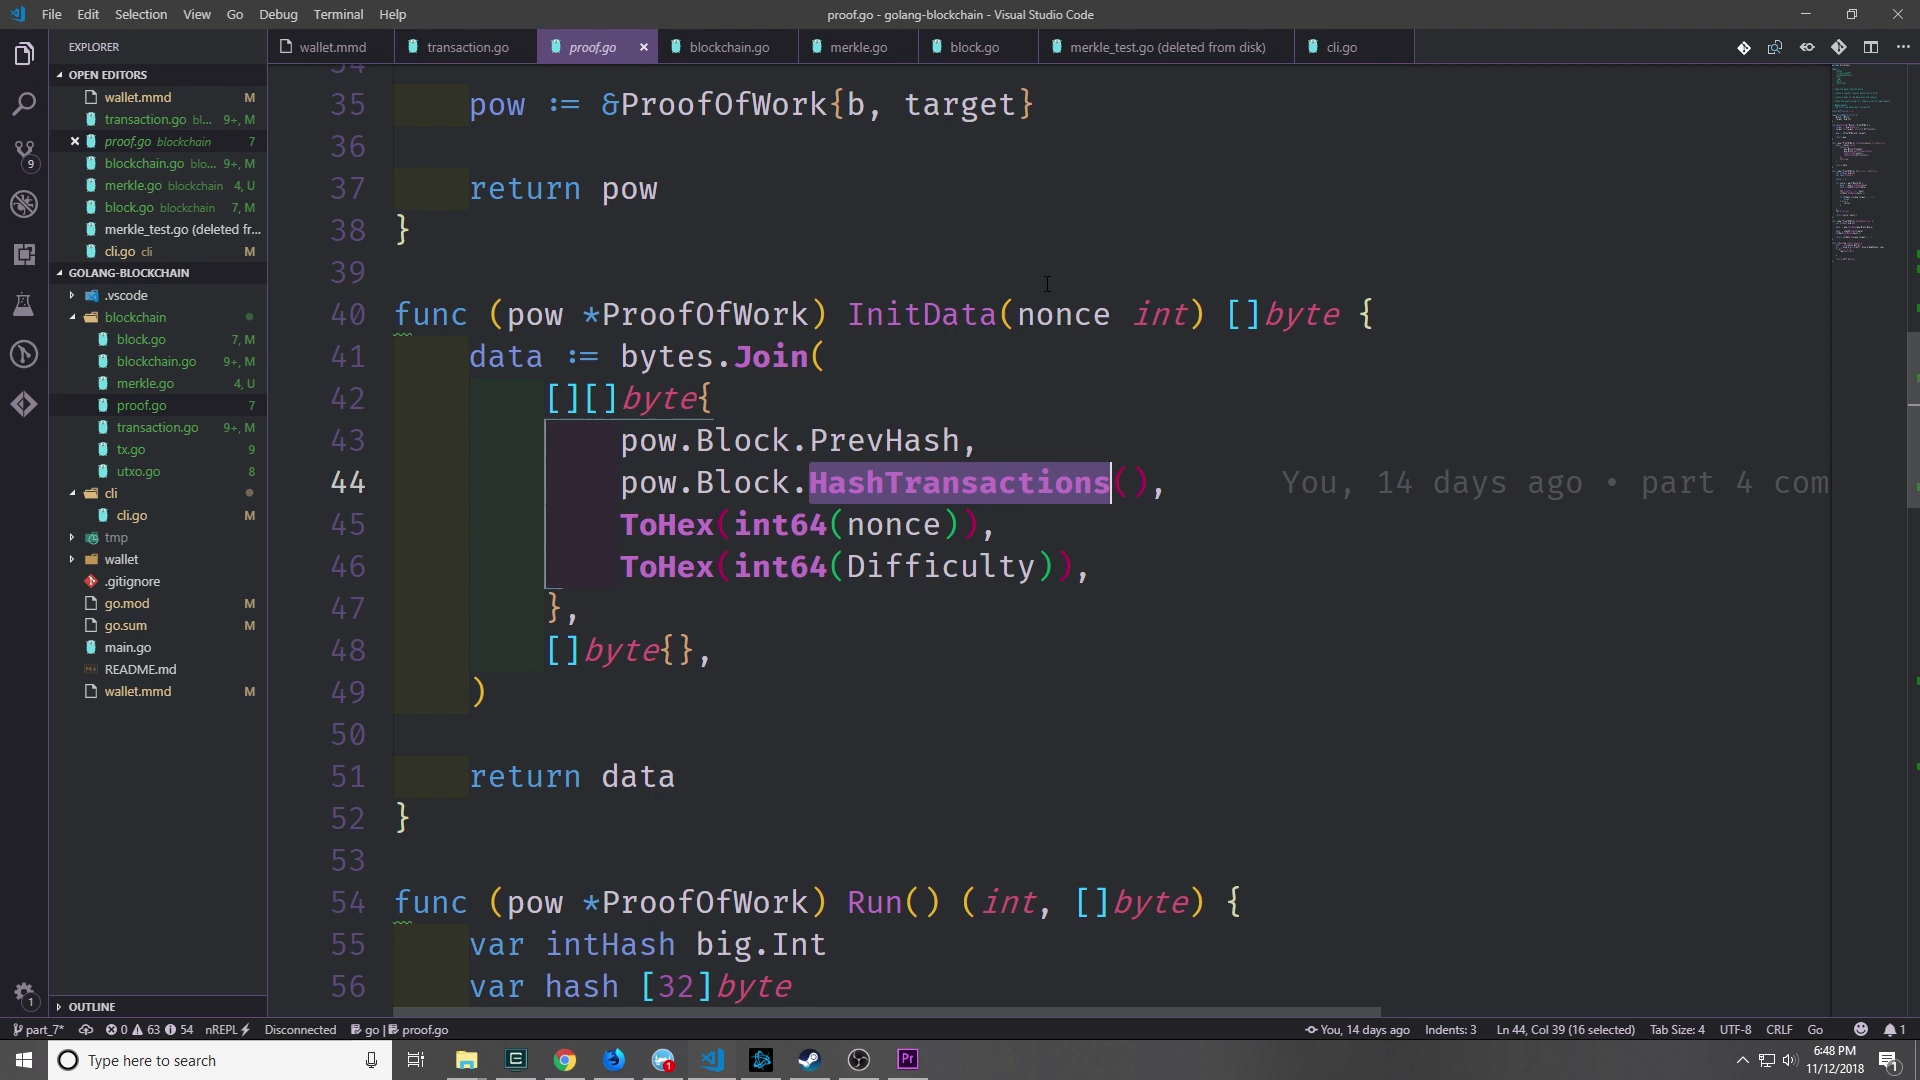 File Edit Selection View Go Debug Terminal Help
proof.go - golang-blockchain - Visual Studio Code
EXPLORER
wallet.mmd
transaction.go
proof.go
blockchain.go
merkle.go
block.go
merkle_test.go (deleted from disk)
cli.go
OPEN EDITORS
wallet.mmd M
transaction.go bl... 9+, M
proof.go blockchain 7
blockchain.go blo... 9+, M
merkle.go blockchain 4, U
block.go blockchain 7, M
merkle_test.go (deleted fr...
cli.go cli M
GOLANG-BLOCKCHAIN
.vscode
blockchain
block.go 7, M
blockchain.go 9+, M
merkle.go 4, U
proof.go 7
transaction.go 9+, M
tx.go 9
utxo.go 8
cli
cli.go M
tmp
wallet
.gitignore
go.mod M
go.sum M
main.go
README.md
wallet.mmd M
OUTLINE
9
1
34
35 pow := &ProofOfWork{b, target}
36
37 return pow
38 }
39
40 func (pow *ProofOfWork) InitData(nonce int) []byte {
41 data := bytes.Join(
42 [][]byte{
43 pow.Block.PrevHash,
44 pow.Block.HashTransactions(), You, 14 days ago • part 4 com
45 ToHex(int64(nonce)),
46 ToHex(int64(Difficulty)),
47 },
48 []byte{},
49 )
50
51 return data
52 }
53
54 func (pow *ProofOfWork) Run() (int, []byte) {
55 var intHash big.Int
56 var hash [32]byte
part_7* 0 63 54 nREPL Disconnected go | proof.go You, 14 days ago Indents: 3 Ln 44, Col 39 (16 selected) Tab Size: 4 UTF-8 CRLF Go 1
Type here to search
1
Pr
6:48 PM
11/12/2018
1